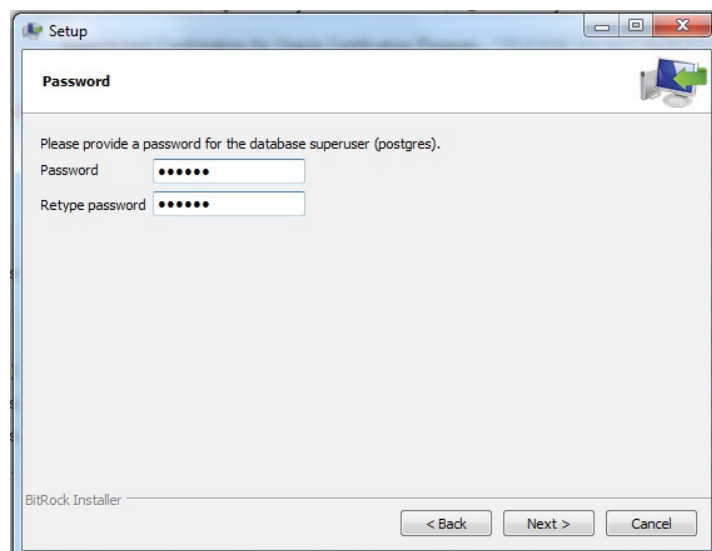 Setup
Password
Please provide a password for the database superuser (postgres).
Password ●●●●●●
Retype password ●●●●●●
BitRock Installer
< Back Next > Cancel